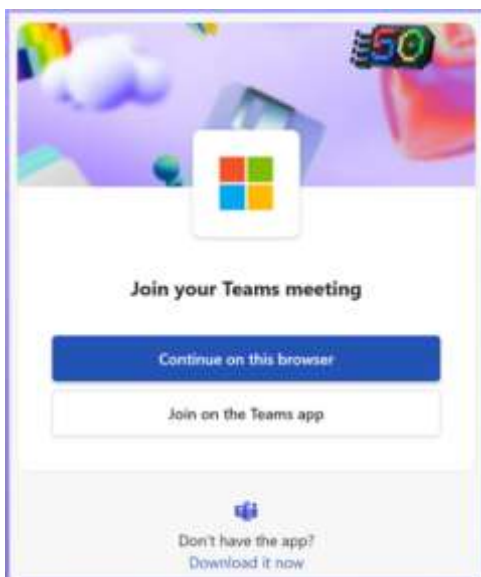 50
Join your Teams meeting
Continue on this browser
Join on the Teams app
Don't have the app?
Download it now